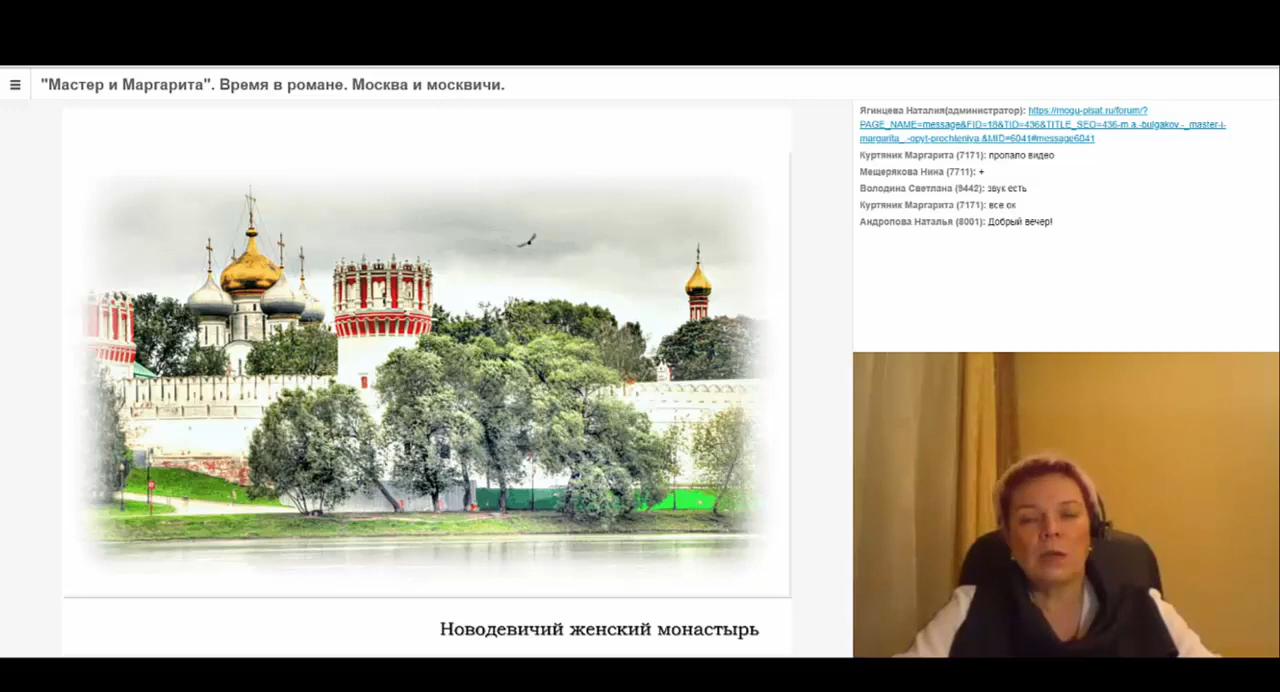 "Мастер и Маргарита". Время в романе. Москва и москвичи.
Ягинцева Наталия(администратор): https://mogu-pisat.ru/forum/?
PAGE_NAME=message&FID=18&TID=436&TITLE_SEO=436-m.a.-bulgakov.-_master-i-
margarita_.-opyt-prochteniya.&MID=6041#message6041
Куртяник Маргарита (7171): пропало видео
Мещерякова Нина (7711): +
Володина Светлана (9442): звук есть
Куртяник Маргарита (7171): все ок
Андропова Наталья (8001): Добрый вечер!
Новодевичий женский монастырь